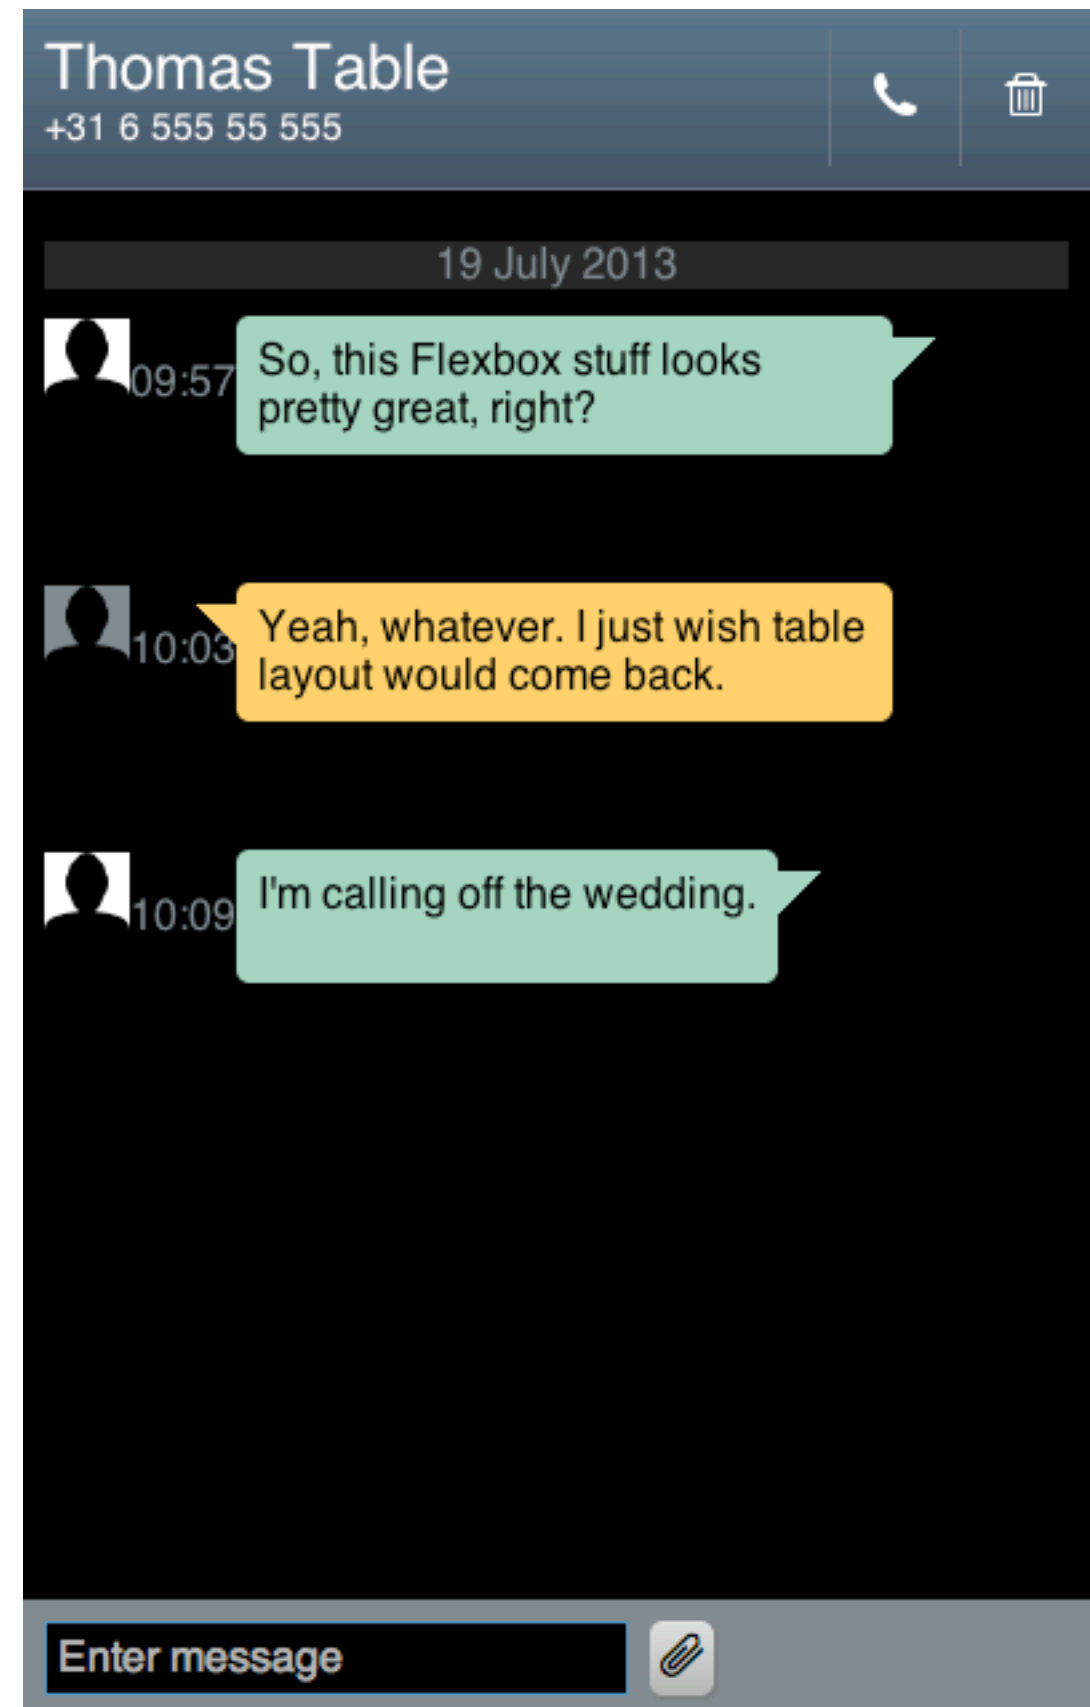 Thomas Table
+31 6 555 55 555
19 July 2013
09:57
So, this Flexbox stuff looks
pretty great, right?
10:03
Yeah, whatever. I just wish table
layout would come back.
10:09
I'm calling off the wedding.
Enter message